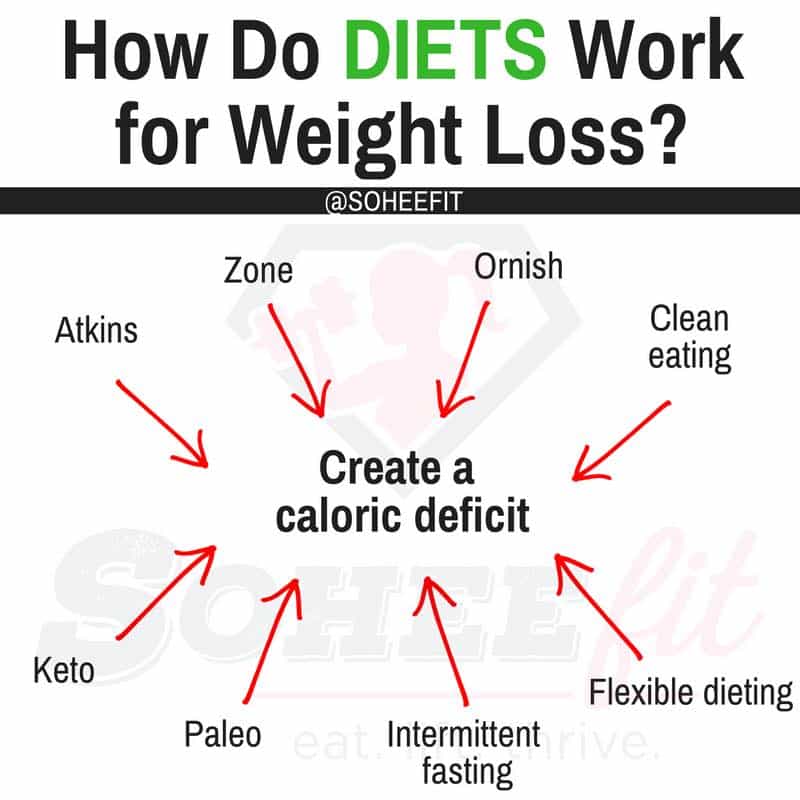 How Do DIETS Work
for Weight Loss?
@SOHEEFIT
Zone
Ornish
Atkins
Clean
eating
Create a
caloric deficit
SOHEEfit
Keto
Flexible dieting
Paleo
Intermittent
fasting
eat. lift. thrive.